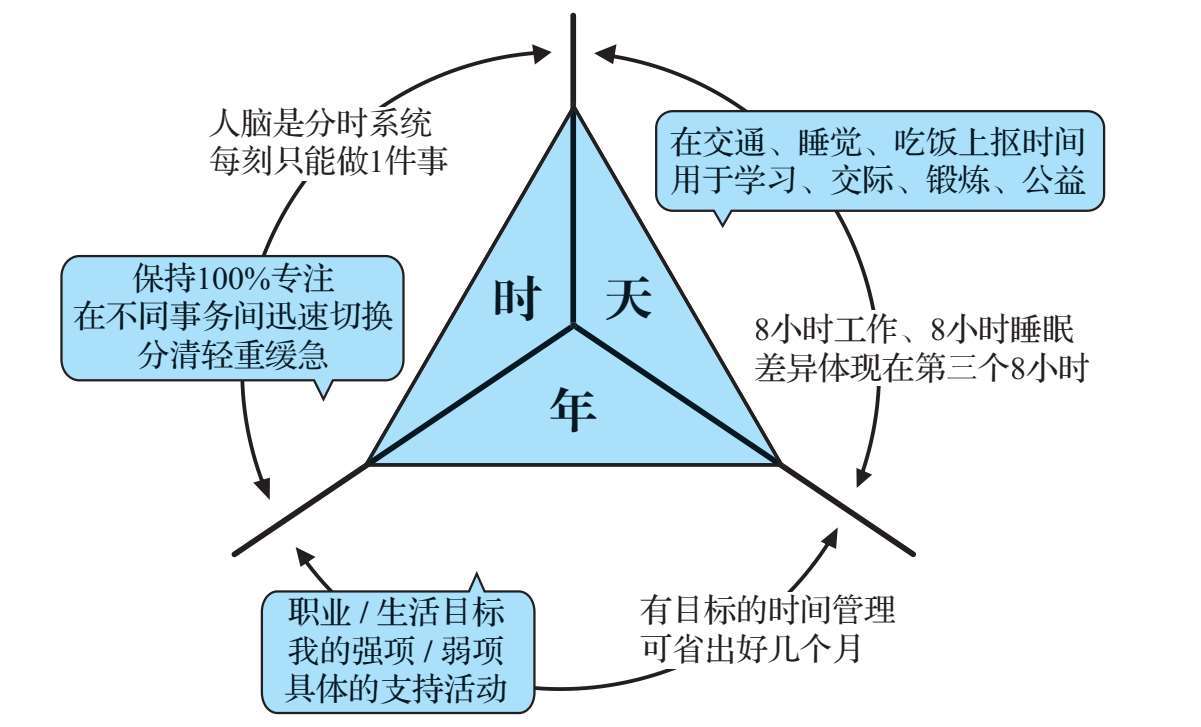 人脑是分时系统
每刻只能做1件事
在交通、睡觉、吃饭上抠时间
用于学习、交际、锻炼、公益
保持100%专注
在不同事务间迅速切换
分清轻重缓急
时
天
8小时工作、8小时睡眠
差异体现在第三个8小时
年
职业 / 生活目标
我的强项 / 弱项
具体的支持活动
有目标的时间管理
可省出好几个月